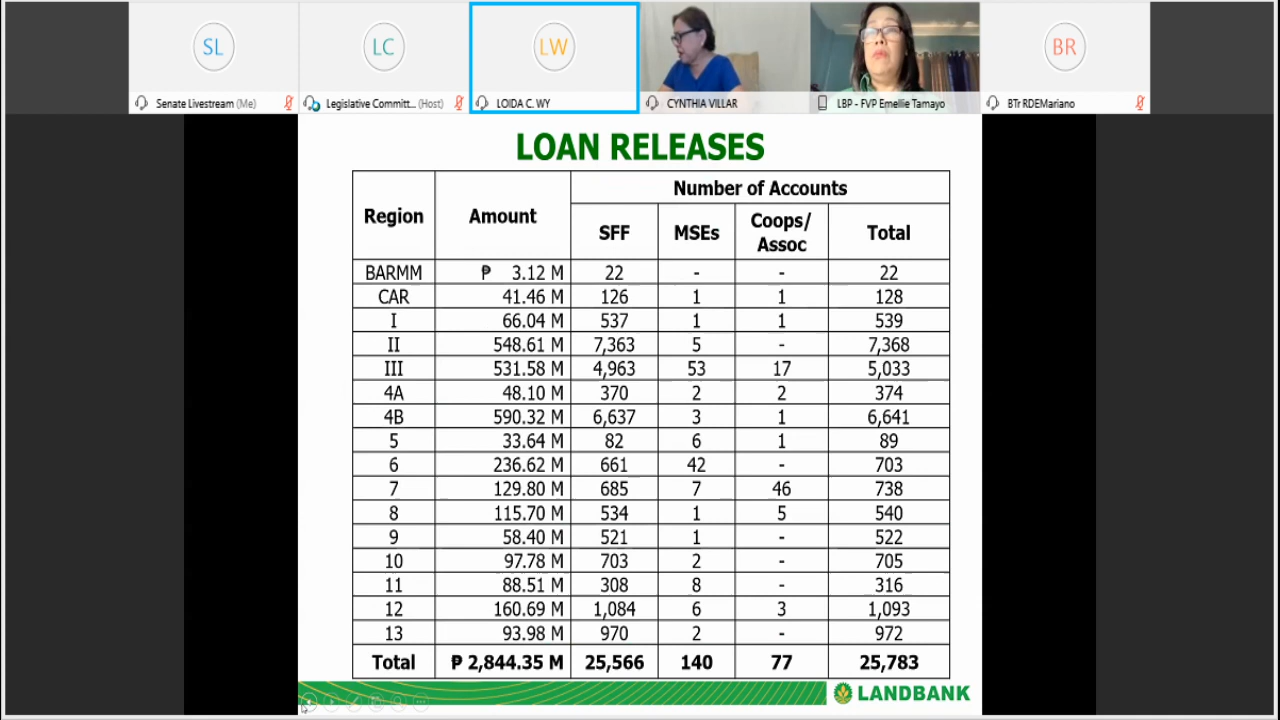 SL
LC
LW
BR
Senate Livestream (Me)
Legislative Committ... (Host)
LOIDA C. WY
CYNTHIA VILLAR
LBP - FVP Emellie Tamayo
BTr RDEMariano
LOAN RELEASES
Region Amount Number of Accounts
SFF MSEs Coops/ Assoc Total
BARMM ₱ 3.12 M 22 - - 22
CAR 41.46 M 126 1 1 128
I 66.04 M 537 1 1 539
II 548.61 M 7,363 5 - 7,368
III 531.58 M 4,963 53 17 5,033
4A 48.10 M 370 2 2 374
4B 590.32 M 6,637 3 1 6,641
5 33.64 M 82 6 1 89
6 236.62 M 661 42 - 703
7 129.80 M 685 7 46 738
8 115.70 M 534 1 5 540
9 58.40 M 521 1 - 522
10 97.78 M 703 2 - 705
11 88.51 M 308 8 - 316
12 160.69 M 1,084 6 3 1,093
13 93.98 M 970 2 - 972
Total ₱ 2,844.35 M 25,566 140 77 25,783
LANDBANK